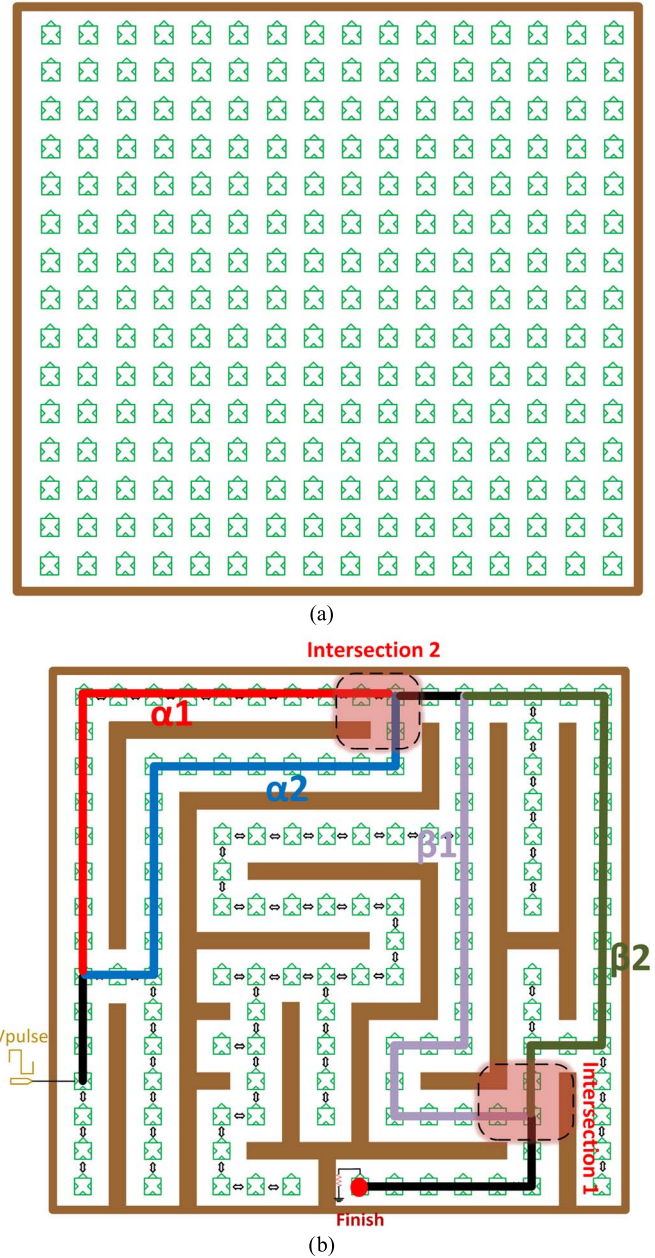 (a)
Intersection 2
α1
α2
β1
β2
Vpulse
Intersection 1
Finish
(b)